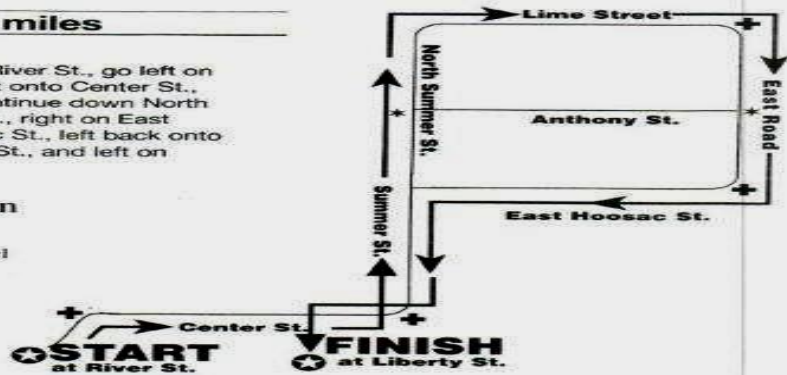 miles
River St., go left on
onto Center St.,
tinue down North
., right on East
c St., left back onto
St., and left on
n
Lime Street
North Summer St.
East Road
Anthony St.
Summer St.
East Hoosac St.
Center St.
START
at River St.
FINISH
at Liberty St.